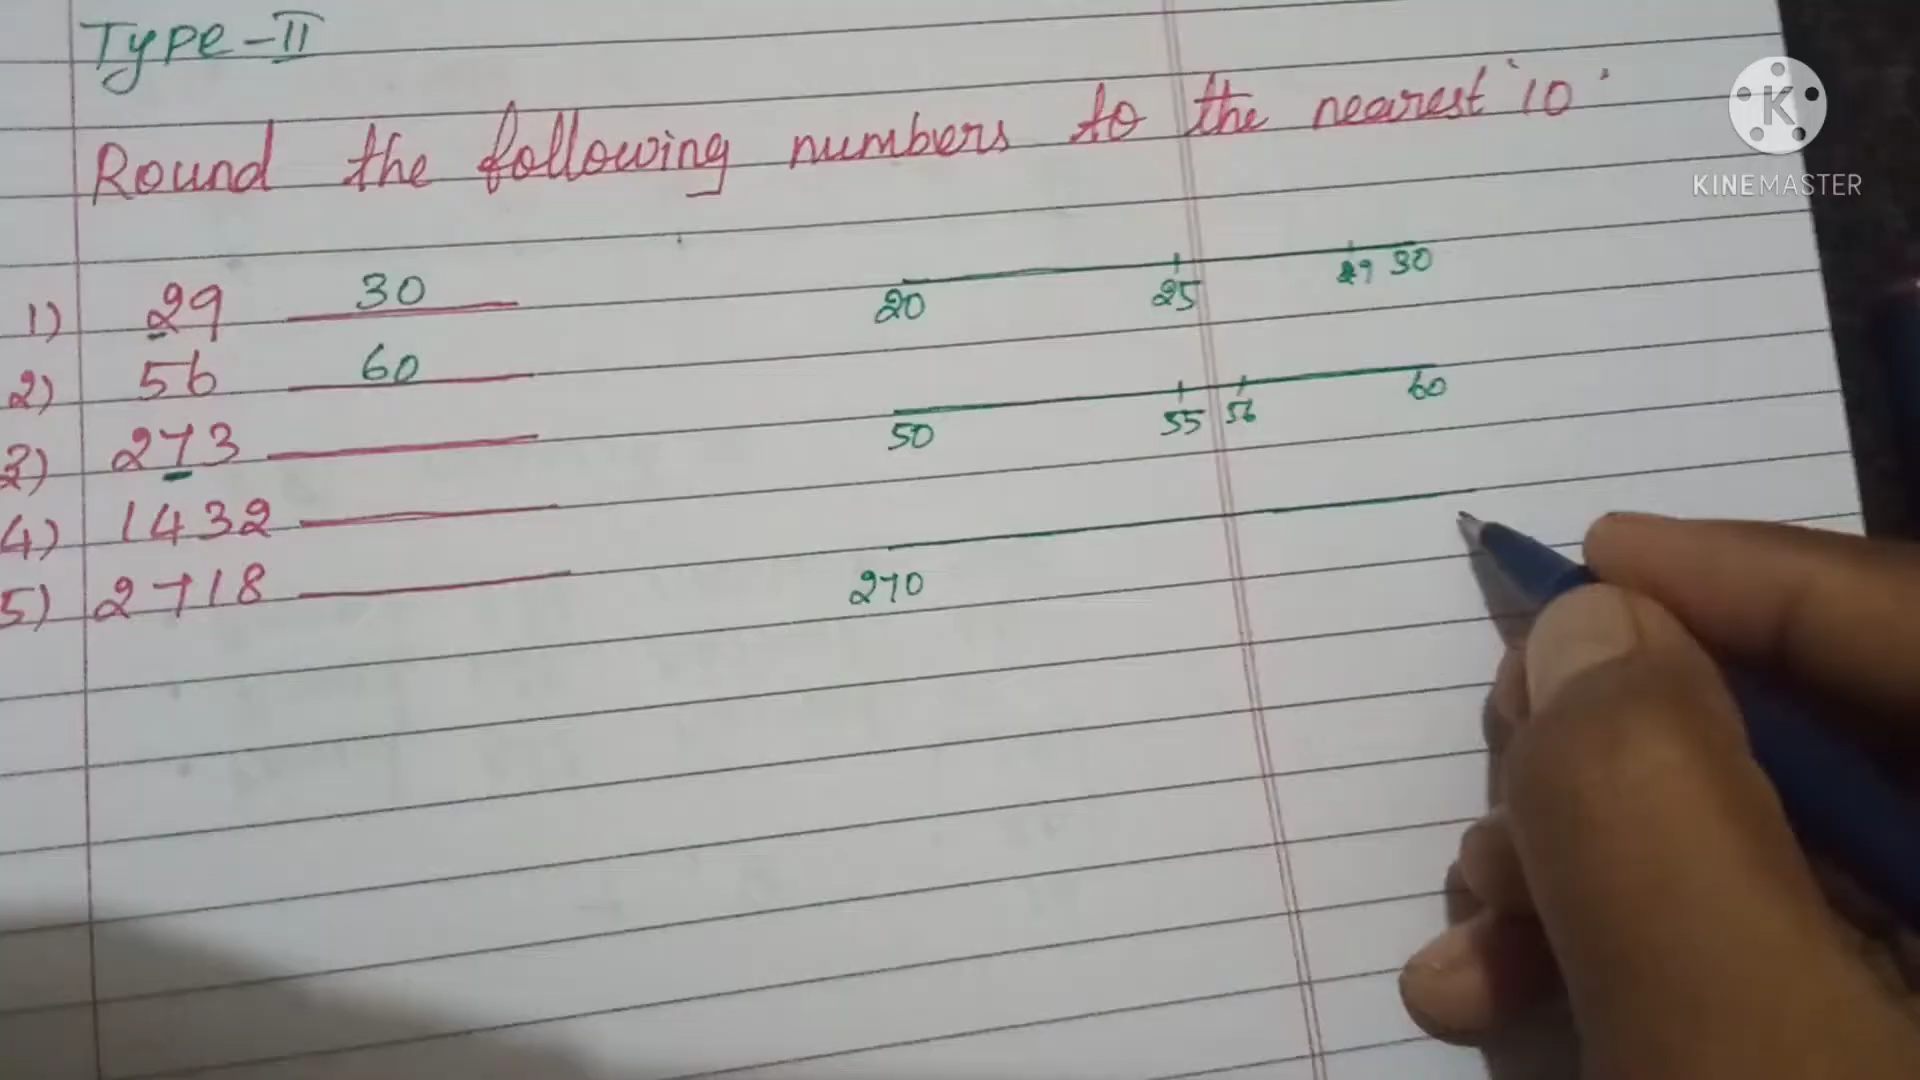 Type-II
Round the following numbers to the nearest '10'
KINEMASTER
1) 29 30
20 25 29 30
2) 56 60
50 55 56 60
3) 273
4) 1432
270
5) 2718